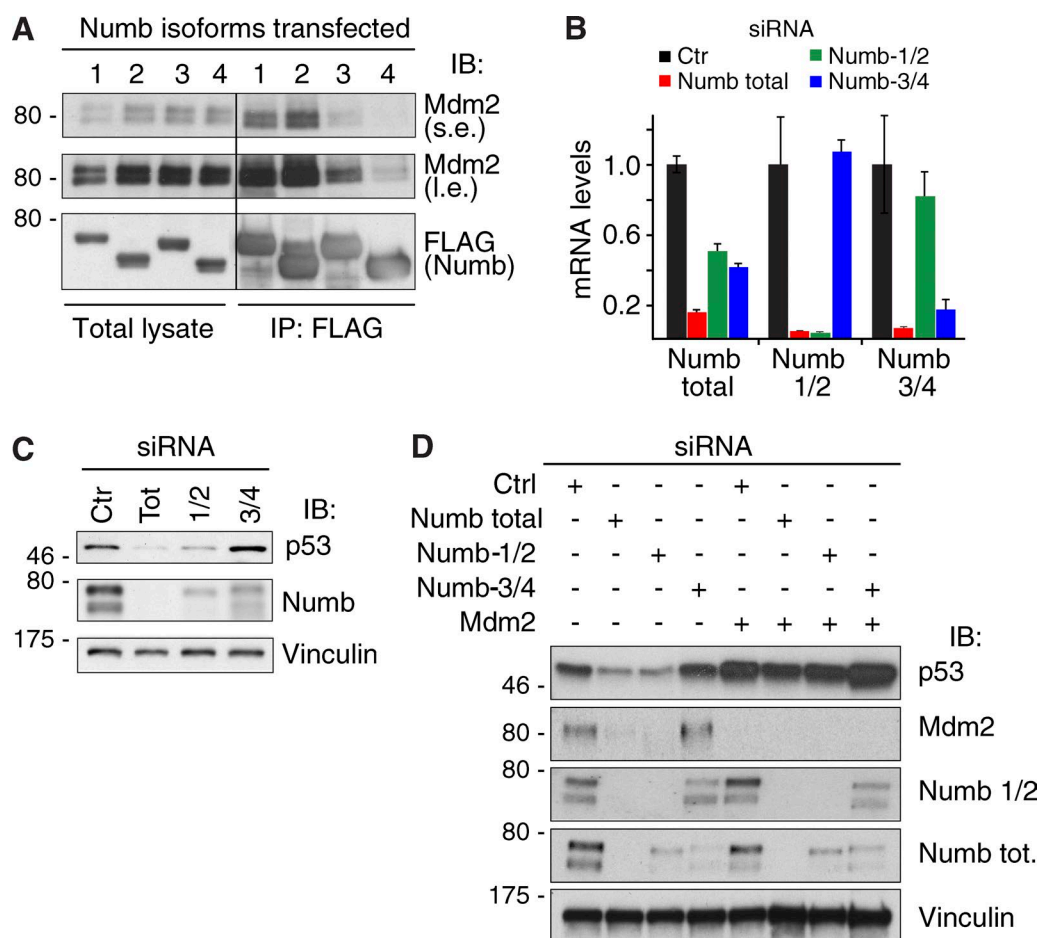 A
Numb isoforms transfected
1 2 3 4 1 2 3 4 IB:
80 - Mdm2
(s.e.)
80 - Mdm2
(l.e.)
80 -
FLAG
(Numb)
Total lysate IP: FLAG
B
siRNA
Ctr Numb-1/2
Numb total Numb-3/4
mRNA levels
1.0
0.6
0.2
Numb Numb Numb
total 1/2 3/4
C
siRNA
Ctr Tot 1/2 3/4 IB:
46 - p53
80 -
Numb
175 -
Vinculin
D
siRNA
Ctrl + - - - + - - -
Numb total - + - - - + - -
Numb-1/2 - - + - - - + -
Numb-3/4 - - - + - - - +
Mdm2 - - - - + + + +
IB:
46 - p53
80 - Mdm2
80 -
Numb 1/2
80 -
Numb tot.
175 -
Vinculin